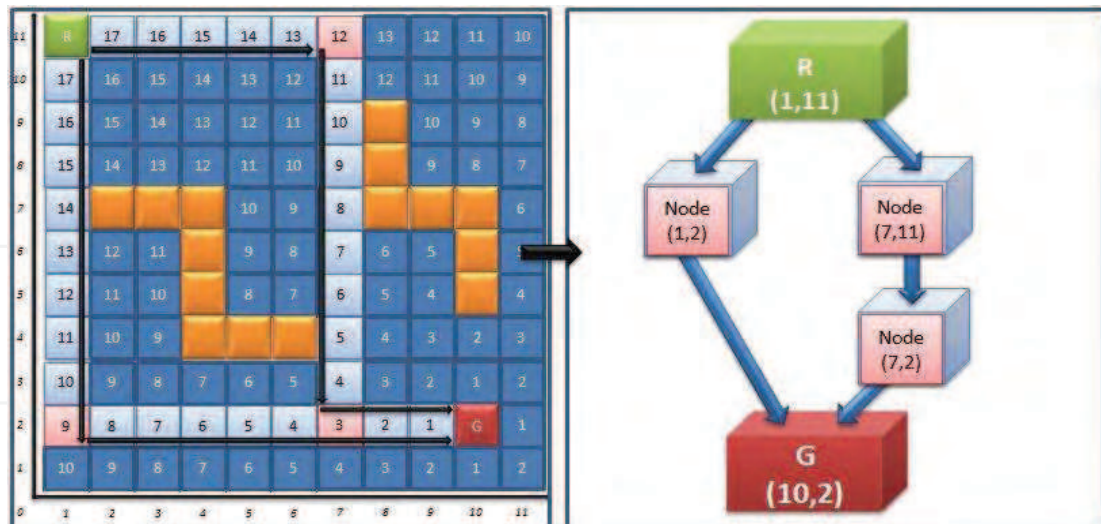 11 R 17 16 15 14 13 12 13 12 11 10
10 17 16 15 14 13 12 11 12 11 10 9
9 16 15 14 13 12 11 10 10 9 8
8 15 14 13 12 11 10 9 9 8 7
7 14 10 9 8 6
6 13 12 11 9 8 7 6 5
5 12 11 10 8 7 6 5 4 4
4 11 10 9 5 4 3 2 3
3 10 9 8 7 6 5 4 3 2 1 2
2 9 8 7 6 5 4 3 2 1 G 1
1 10 9 8 7 6 5 4 3 2 1 2
0 1 2 3 4 5 6 7 8 9 10 11
R
(1,11)
Node
(1,2)
Node
(7,11)
Node
(7,2)
G
(10,2)